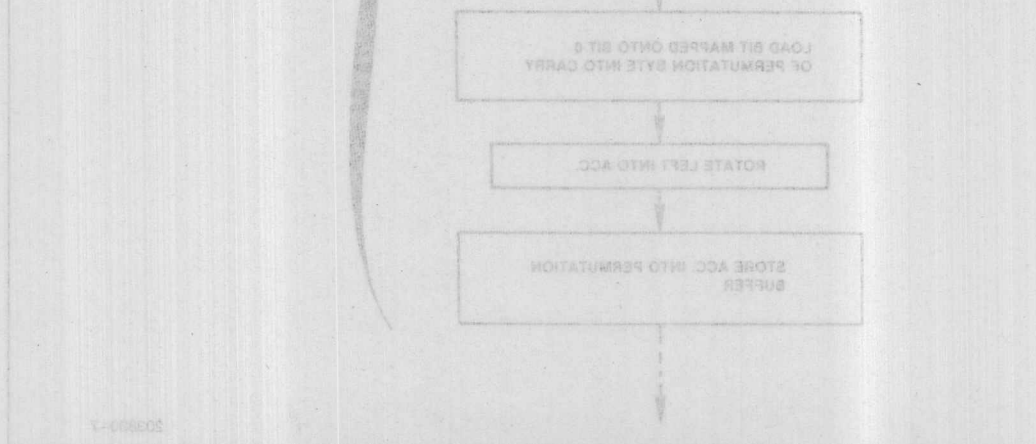 LOAD BIT MAPPED ONTO BIT 0
OF PERMUTATION BYTE INTO CARRY
ROTATE LEFT INTO ACC.
STORE ACC. INTO PERMUTATION
BUFFER